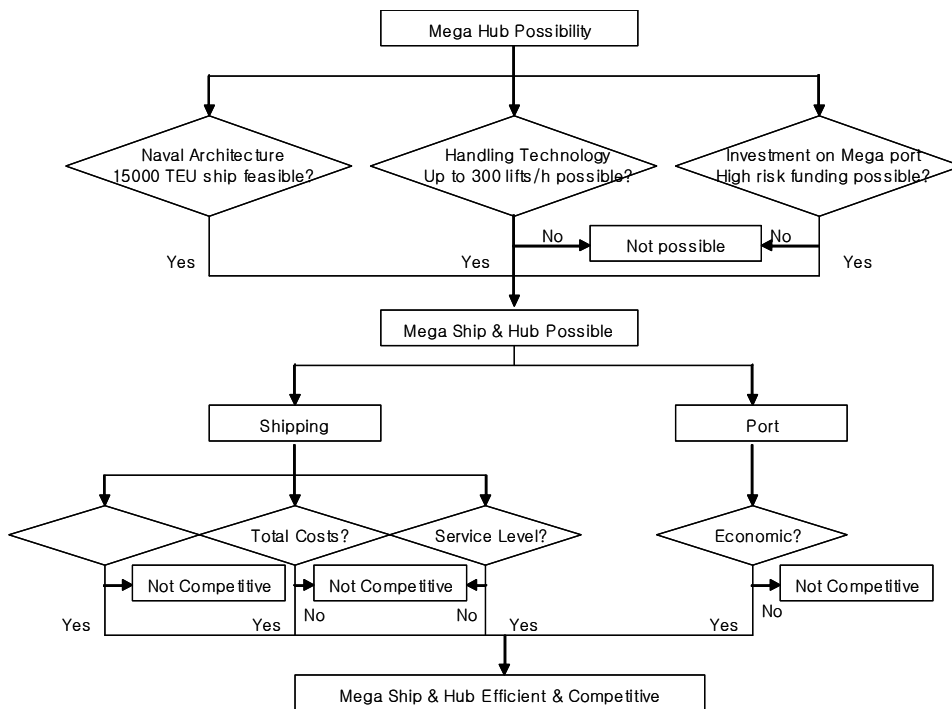 Mega Hub Possibility
Naval Architecture
15000 TEU ship feasible?
Handling Technology
Up to 300 lifts/h possible?
Investment on Mega port
High risk funding possible?
No
Not possible
No
Yes
Yes
Yes
Mega Ship & Hub Possible
Shipping
Port
Total Costs?
Service Level?
Economic?
Not Competitive
Not Competitive
Not Competitive
No
No
No
Yes
Yes
Yes
Yes
Mega Ship & Hub Efficient & Competitive